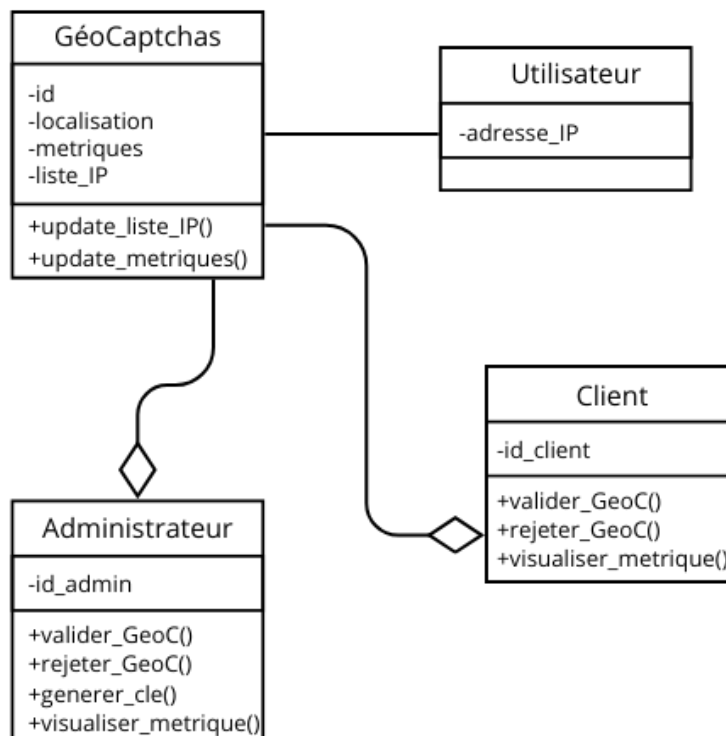 GéoCaptchas
-id
-localisation
-metriques
-liste_IP
+update_liste_IP()
+update_metriques()
Utilisateur
-adresse_IP
Client
-id_client
+valider_GeoC()
+rejeter_GeoC()
+visualiser_metrique()
Administrateur
-id_admin
+valider_GeoC()
+rejeter_GeoC()
+generer_cle()
+visualiser_metrique()